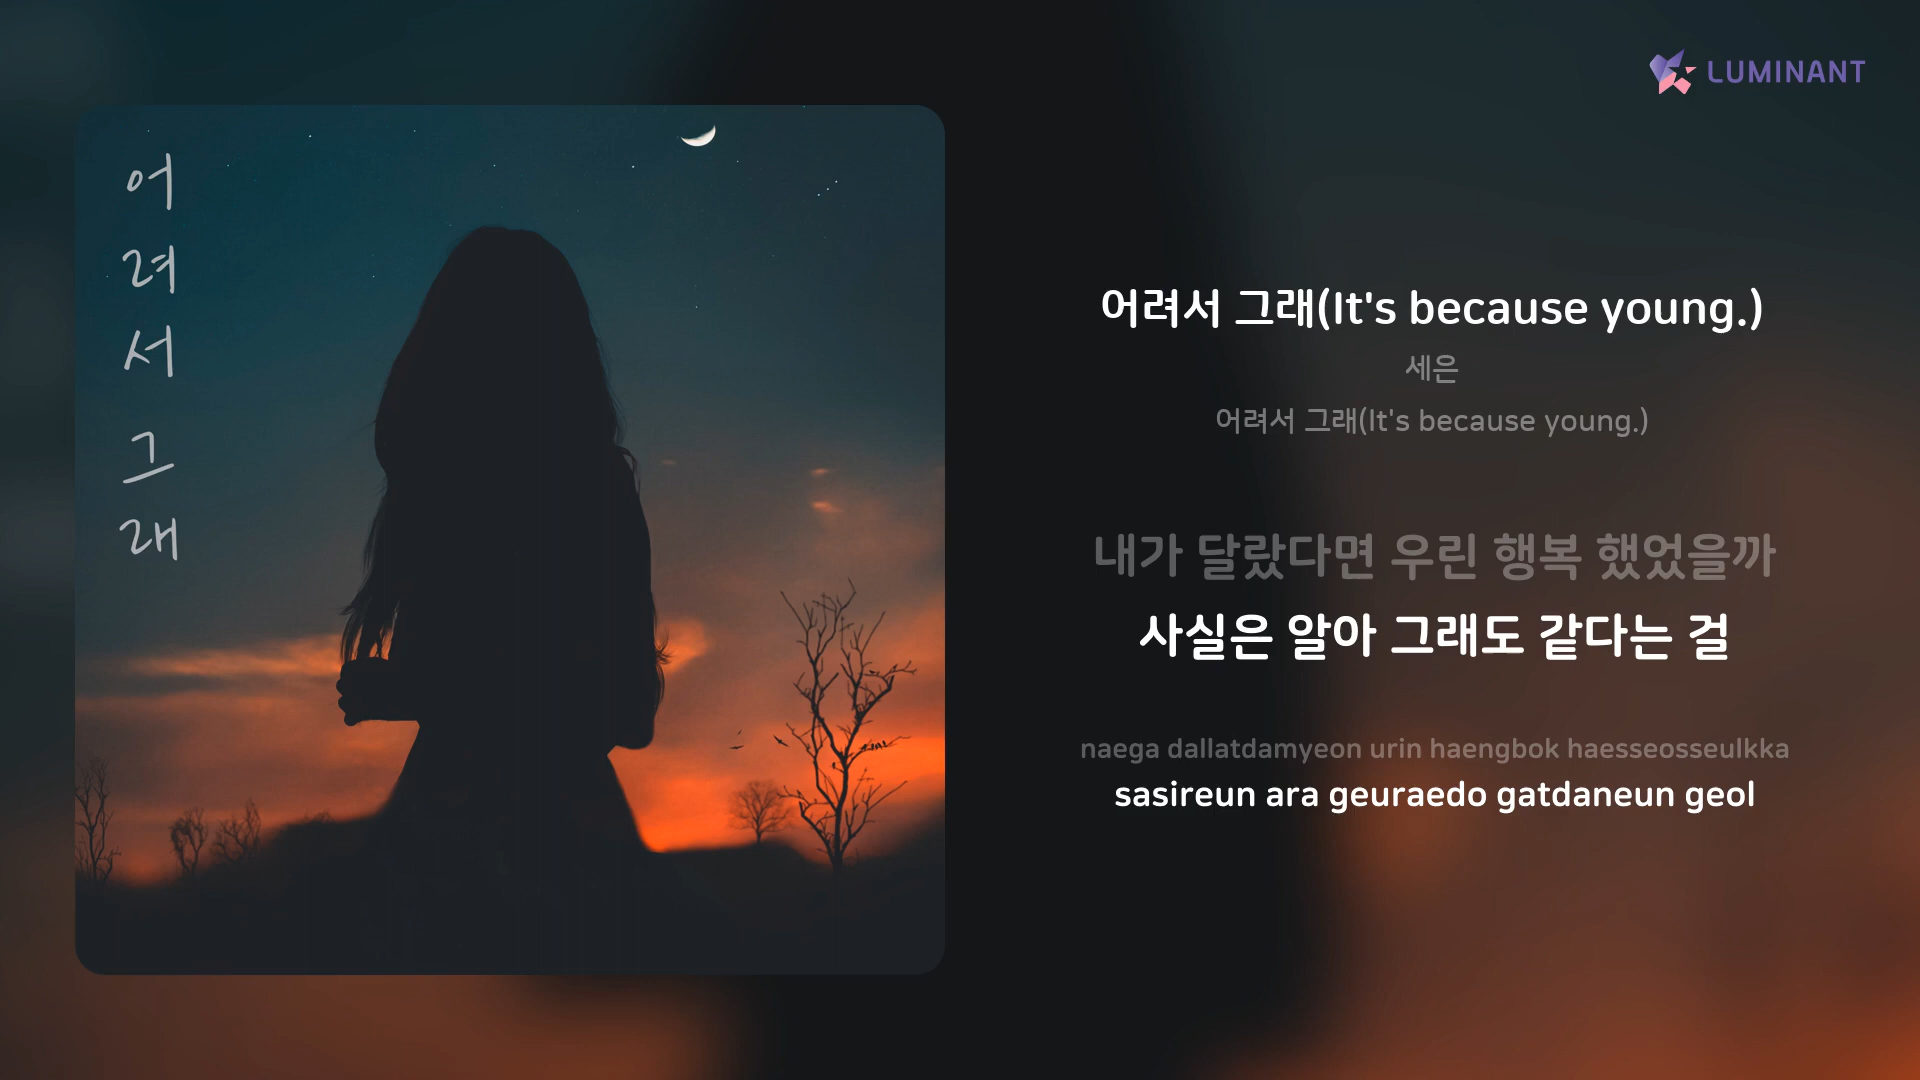 어
려
서
그
래
LUMINANT
어려서 그래(It's because young.)
세은
어려서 그래(It's because young.)
내가 달랐다면 우린 행복 했었을까
사실은 알아 그래도 같다는 걸
naega dallatdamyeon urin haengbok haesseosseulkka
sasireun ara geuraedo gatdaneun geol